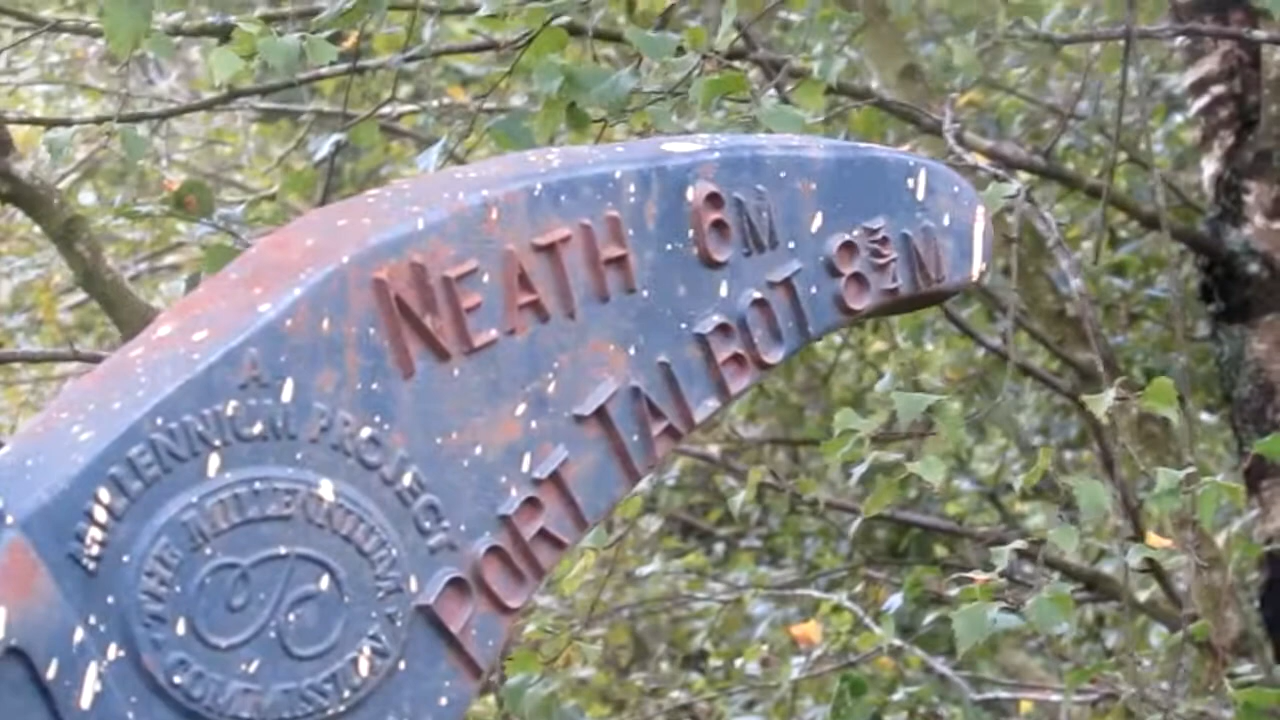 NEATH 6M
PORT TALBOT 8¾M
A
MILLENNIUM PROJECT
THE MILLENNIUM
COMMISSION